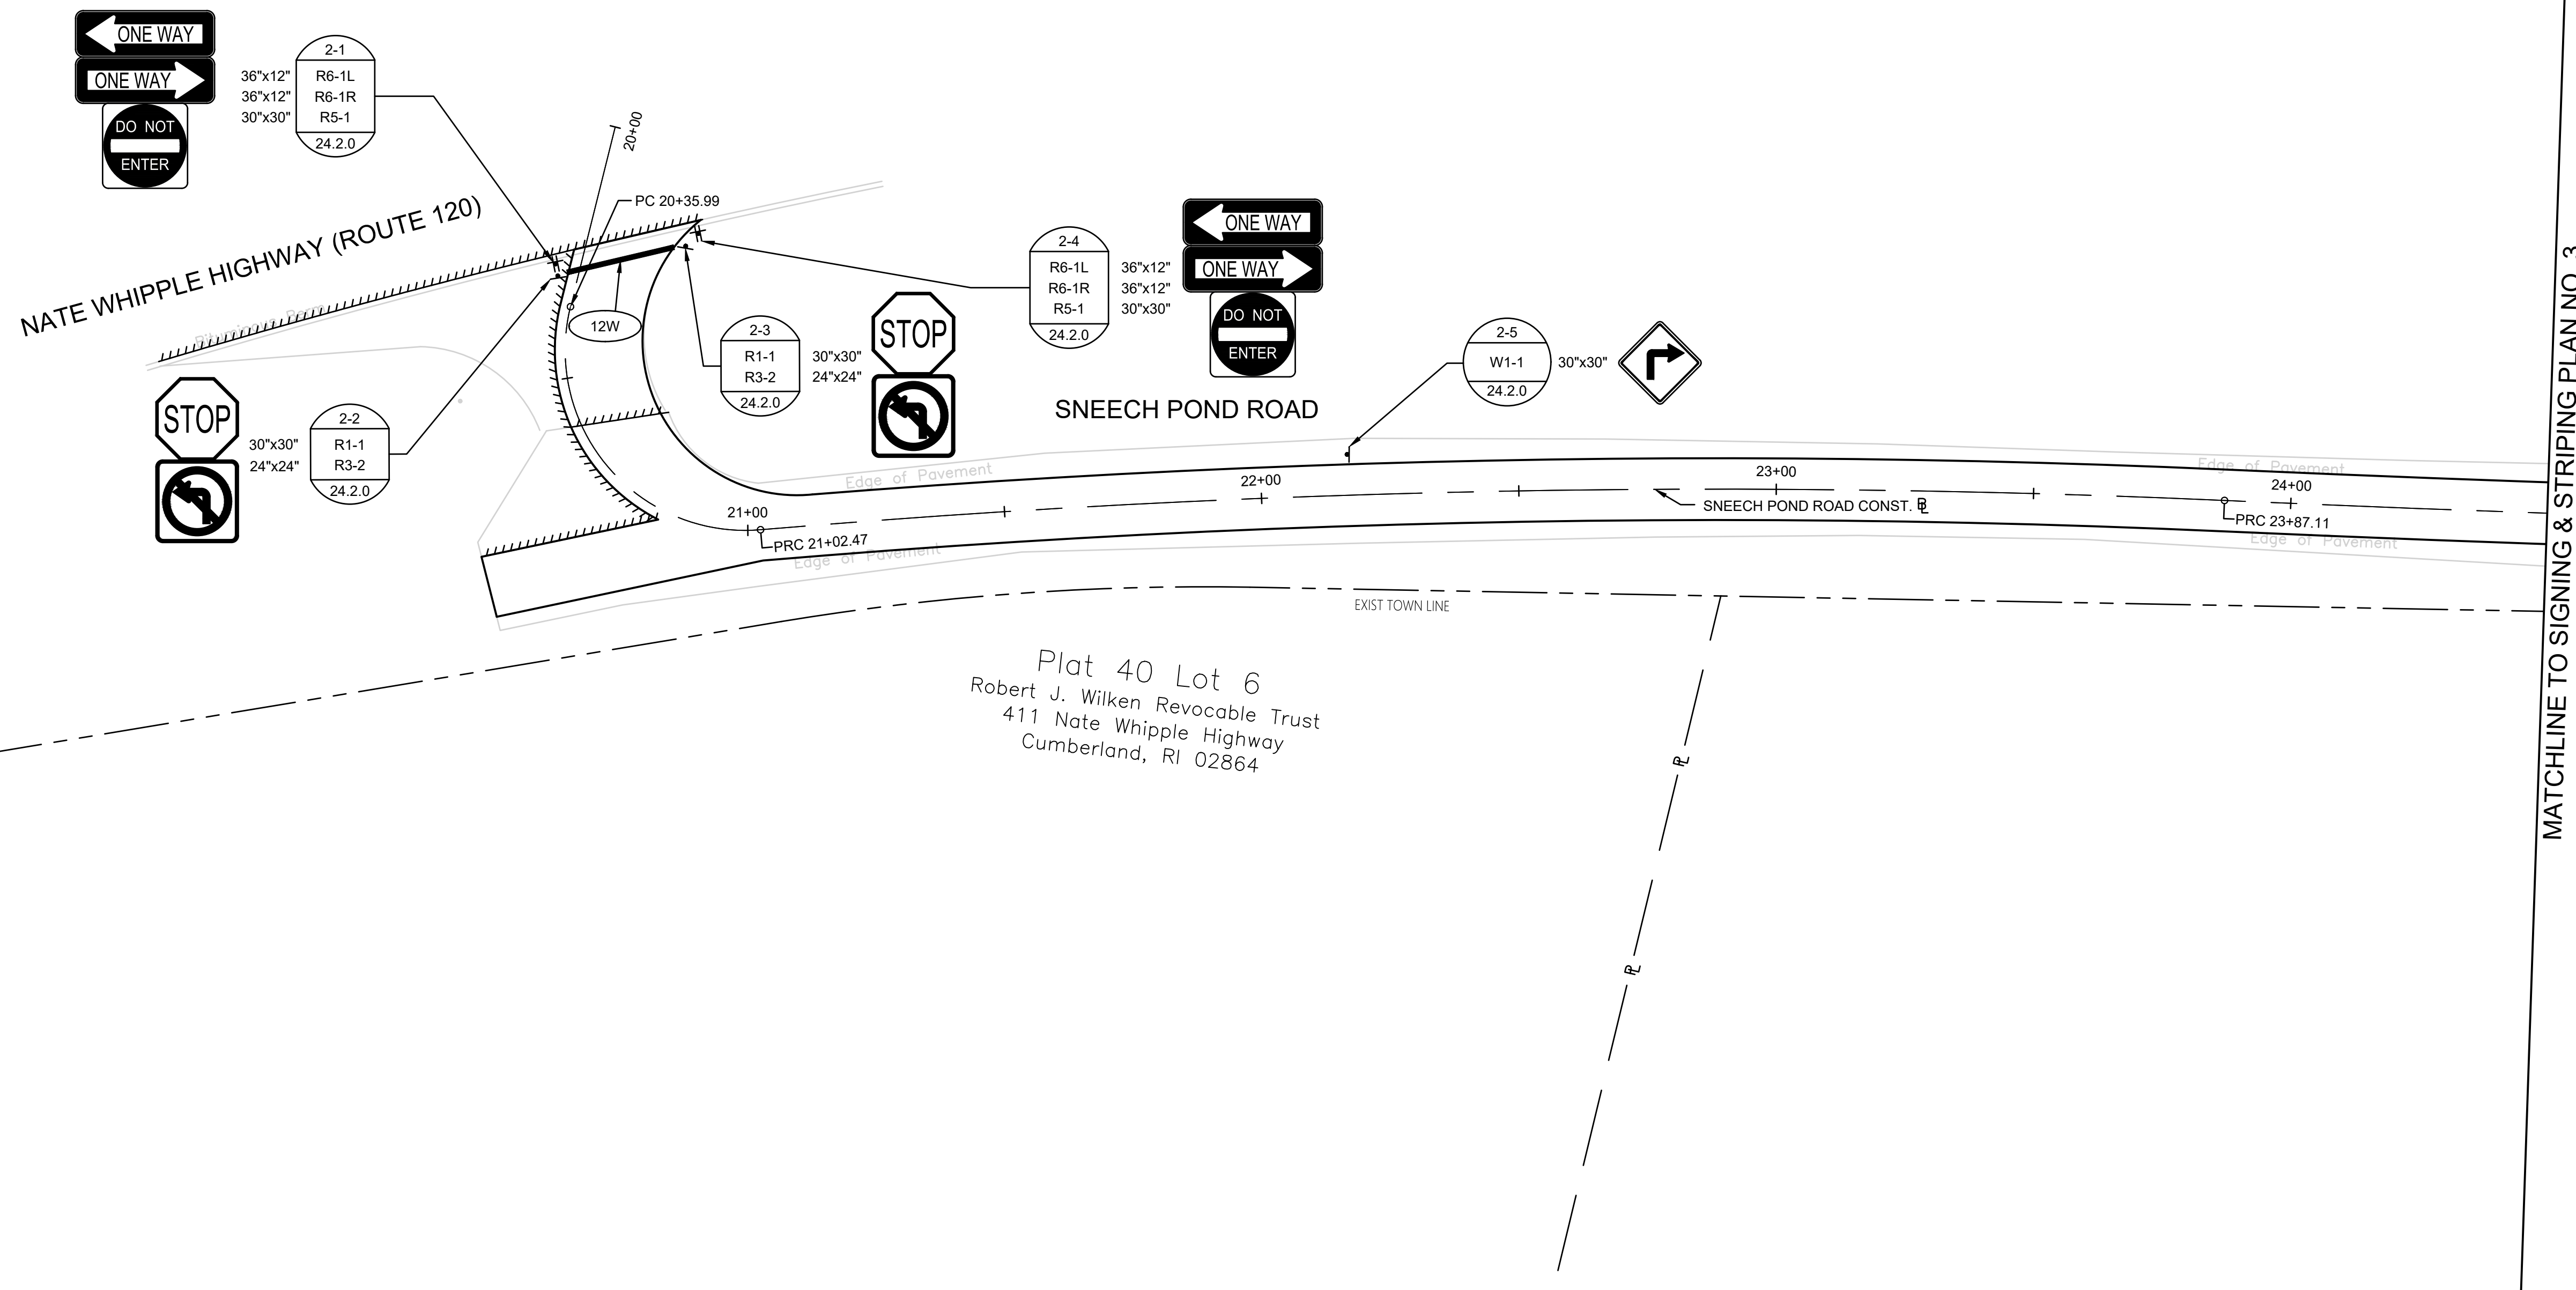 ONE WAY
ONE WAY
DO NOT
ENTER
36"x12"
36"x12"
30"x30"
2-1
R6-1L
R6-1R
R5-1
24.2.0
20+00
PC 20+35.99
NATE WHIPPLE HIGHWAY (ROUTE 120)
Bituminous Berm
12W
STOP
30"x30"
24"x24"
2-2
R1-1
R3-2
24.2.0
2-3
R1-1
R3-2
24.2.0
30"x30"
24"x24"
STOP
2-4
R6-1L
R6-1R
R5-1
24.2.0
36"x12"
36"x12"
30"x30"
ONE WAY
ONE WAY
DO NOT
ENTER
SNEECH POND ROAD
2-5
W1-1
24.2.0
30"x30"
Edge of Pavement
Edge of Pavement
21+00
PRC 21+02.47
22+00
23+00
SNEECH POND ROAD CONST. BL
24+00
PRC 23+87.11
Edge of Pavement
Edge of Pavement
EXIST TOWN LINE
Plat 40 Lot 6
Robert J. Wilken Revocable Trust
411 Nate Whipple Highway
Cumberland, RI 02864
PL
PL
MATCHLINE TO SIGNING & STRIPING PLAN NO. 3